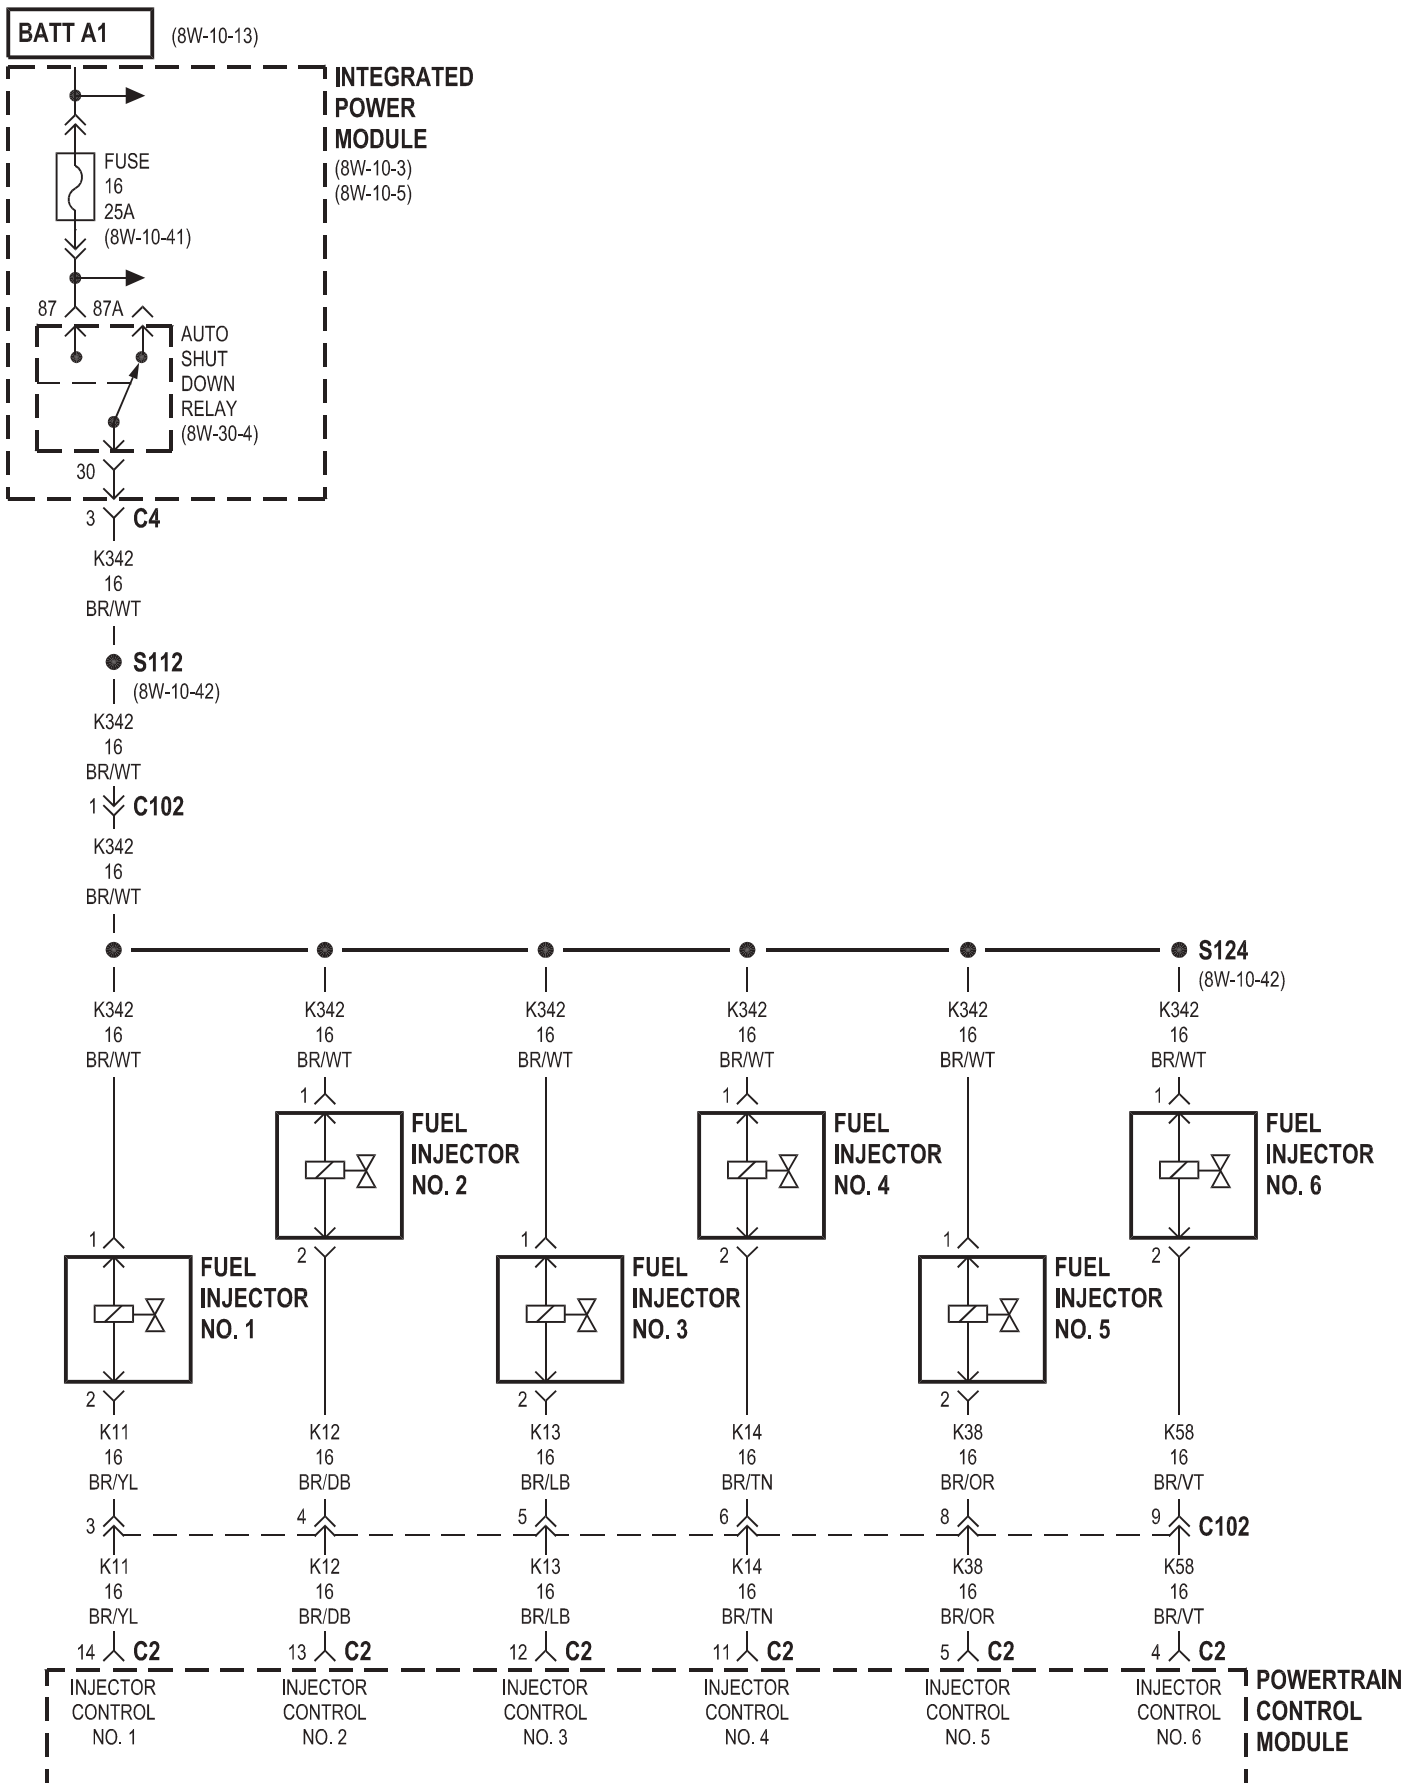 BATT A1 (8W-10-13)
INTEGRATED
POWER
MODULE
(8W-10-3)
(8W-10-5)
FUSE
16
25A
(8W-10-41)
87 87A
AUTO
SHUT
DOWN
RELAY
(8W-30-4)
30
3 C4
K342
16
BR/WT
S112
(8W-10-42)
K342
16
BR/WT
1 C102
K342
16
BR/WT
S124
(8W-10-42)
K342 K342 K342 K342 K342 K342
16 16 16 16 16 16
BR/WT BR/WT BR/WT BR/WT BR/WT BR/WT
1 1 1
FUEL FUEL FUEL
INJECTOR INJECTOR INJECTOR
NO. 2 NO. 4 NO. 6
1 2 1 2 1 2
FUEL FUEL FUEL
INJECTOR INJECTOR INJECTOR
NO. 1 NO. 3 NO. 5
2 2 2
K11 K12 K13 K14 K38 K58
16 16 16 16 16 16
BR/YL BR/DB BR/LB BR/TN BR/OR BR/VT
3 4 5 6 8 9 C102
K11 K12 K13 K14 K38 K58
16 16 16 16 16 16
BR/YL BR/DB BR/LB BR/TN BR/OR BR/VT
14 C2 13 C2 12 C2 11 C2 5 C2 4 C2
INJECTOR INJECTOR INJECTOR INJECTOR INJECTOR INJECTOR
CONTROL CONTROL CONTROL CONTROL CONTROL CONTROL
NO. 1 NO. 2 NO. 3 NO. 4 NO. 5 NO. 6
POWERTRAIN
CONTROL
MODULE